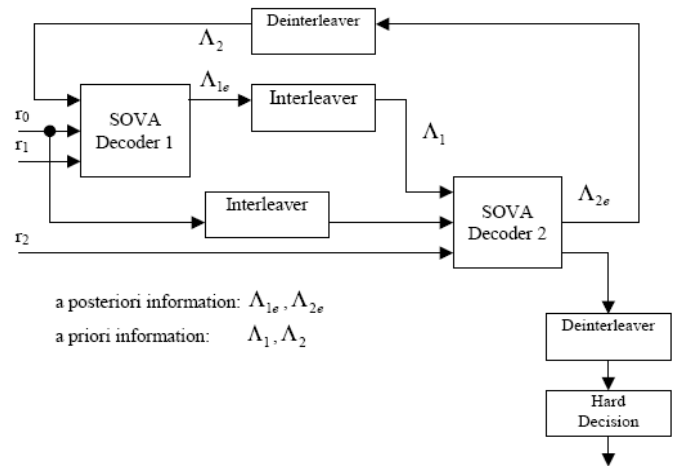 Deinterleaver
Λ2
Λ1e
Interleaver
r0
SOVA
Decoder 1
r1
Λ1
Interleaver
SOVA
Decoder 2
Λ2e
r2
a posteriori information: Λ1e , Λ2e
a priori information: Λ1 , Λ2
Deinterleaver
Hard
Decision